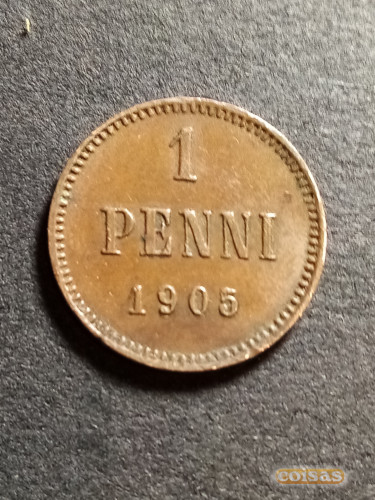 1
PENNI
1905
coisas